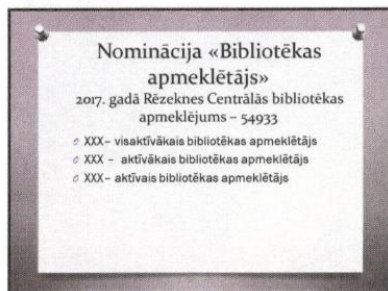 Nominācija «Bibliotēkas
apmeklētājs»
2017. gadā Rēzeknes Centrālās bibliotēkas
apmeklējums – 54933
XXX– visaktīvākais bibliotēkas apmeklētājs
XXX – aktīvākais bibliotēkas apmeklētājs
XXX– aktīvais bibliotēkas apmeklētājs